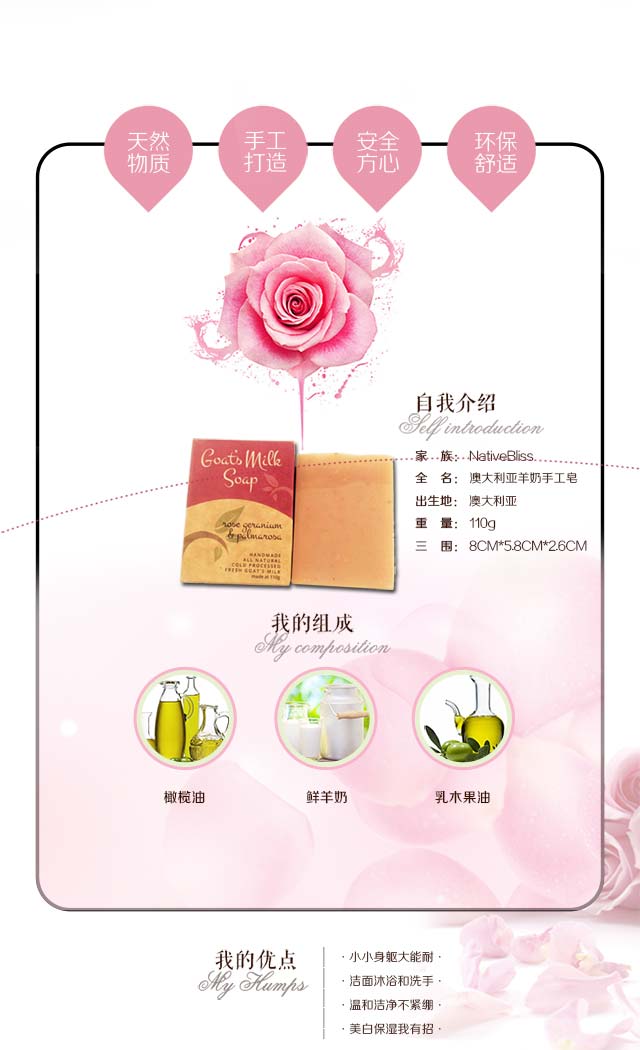 天然
物质
手工
打造
安全
方心
环保
舒适
自我介绍
Self introduction
家　族：NativeBliss
全　名：澳大利亚羊奶手工皂
出生地：澳大利亚
重　量：110g
三　围：8CM*5.8CM*2.6CM
Goat's Milk
Soap
rose geranium
& palmarosa
HANDMADE
ALL NATURAL
COLD PROCESSED
FRESH GOAT'S MILK
made at 110g
我的组成
My composition
橄榄油
鲜羊奶
乳木果油
我的优点
My Humps
· 小小身躯大能耐 ·
· 洁面沐浴和洗手 ·
· 温和洁净不紧绷 ·
· 美白保湿我有招 ·